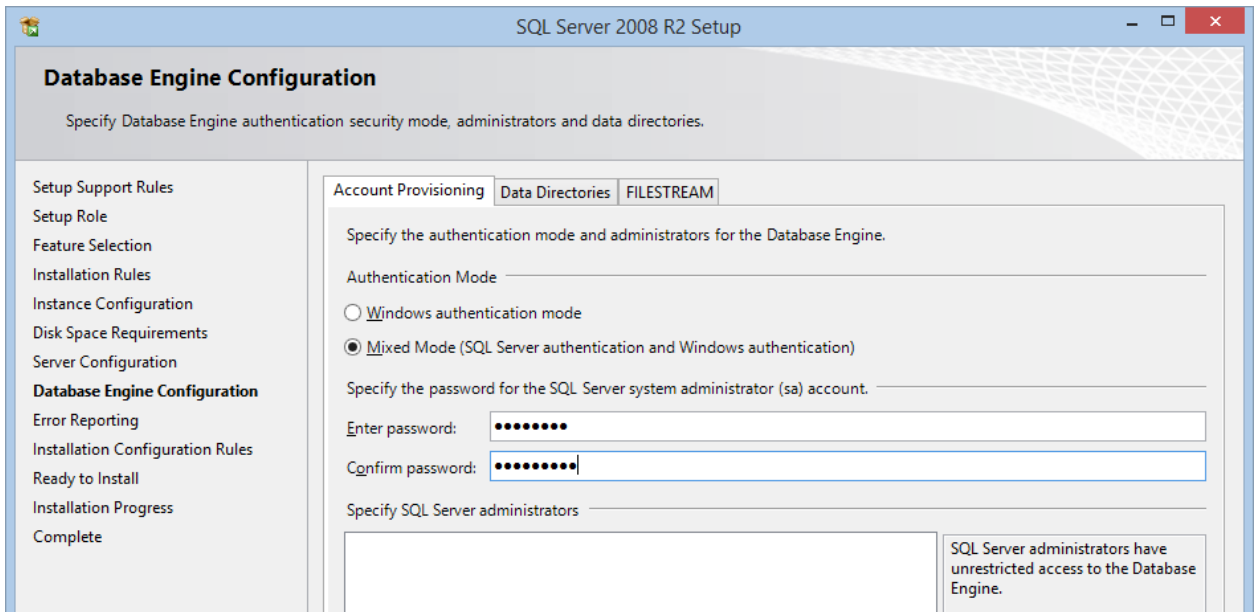 SQL Server 2008 R2 Setup
Database Engine Configuration
Specify Database Engine authentication security mode, administrators and data directories.
Setup Support Rules
Setup Role
Feature Selection
Installation Rules
Instance Configuration
Disk Space Requirements
Server Configuration
Database Engine Configuration
Error Reporting
Installation Configuration Rules
Ready to Install
Installation Progress
Complete
Account Provisioning
Data Directories
FILESTREAM
Specify the authentication mode and administrators for the Database Engine.
Authentication Mode
Windows authentication mode
Mixed Mode (SQL Server authentication and Windows authentication)
Specify the password for the SQL Server system administrator (sa) account.
Enter password: ●●●●●●●●
Confirm password: ●●●●●●●●●
Specify SQL Server administrators
SQL Server administrators have
unrestricted access to the Database
Engine.